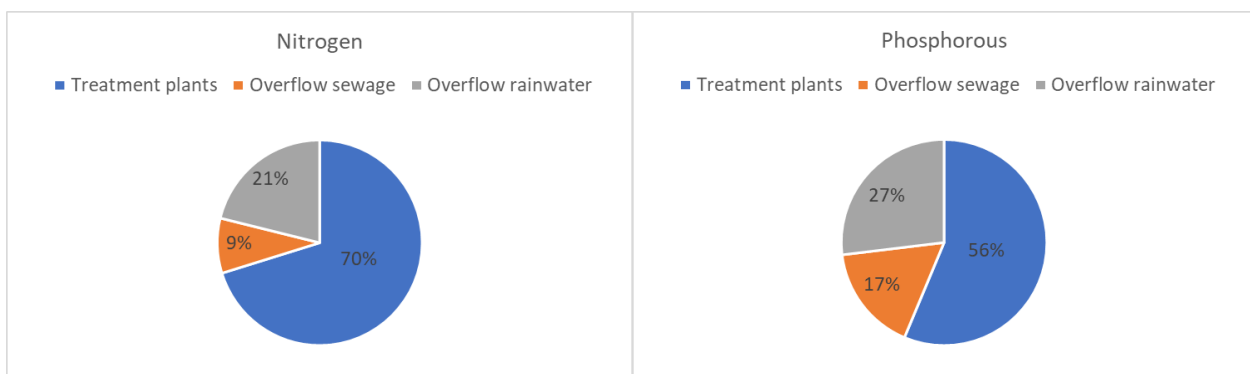 Nitrogen
Treatment plants Overflow sewage Overflow rainwater
21%
9%
70%
Phosphorous
Treatment plants Overflow sewage Overflow rainwater
27%
56%
17%